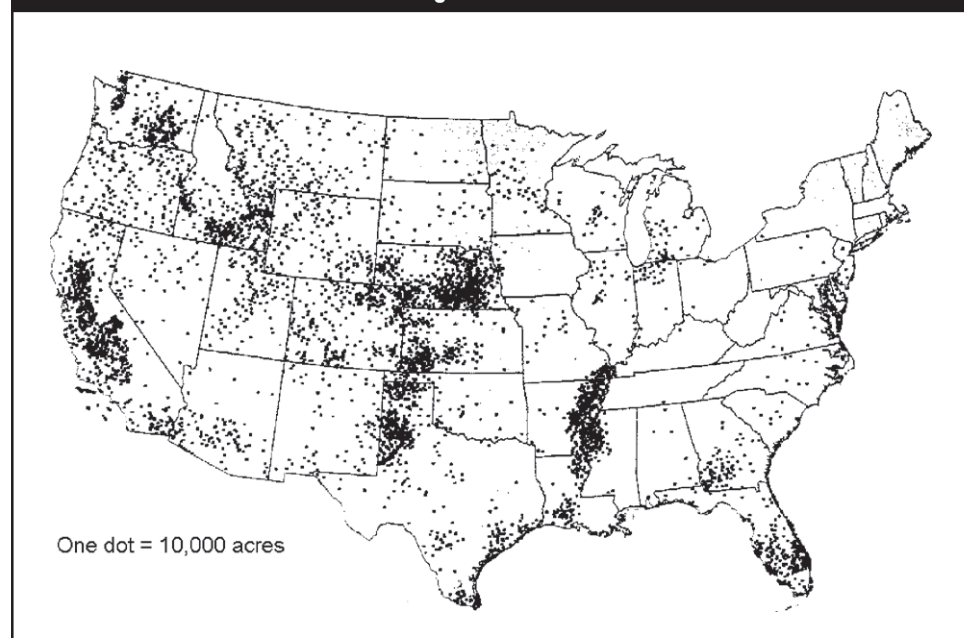 One dot = 10,000 acres